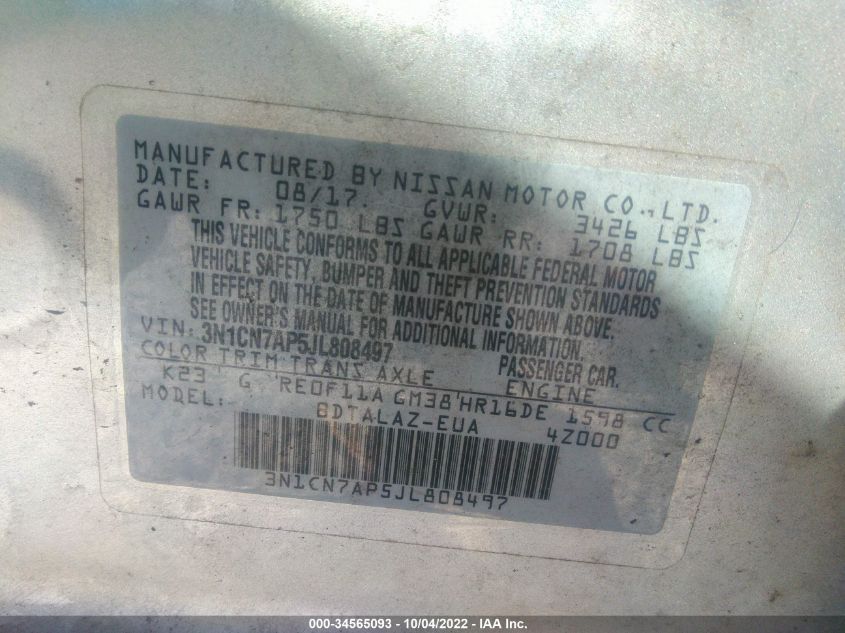 MANUFACTURED BY NISSAN MOTOR CO., LTD.
DATE: 08/17 GVWR: 3426 LBS
GAWR FR: 1750 LBS GAWR RR: 1708 LBS
THIS VEHICLE CONFORMS TO ALL APPLICABLE FEDERAL MOTOR
VEHICLE SAFETY, BUMPER AND THEFT PREVENTION STANDARDS
IN EFFECT ON THE DATE OF MANUFACTURE SHOWN ABOVE.
SEE OWNER'S MANUAL FOR ADDITIONAL INFORMATION.
VIN: 3N1CN7AP5JL808497 PASSENGER CAR.
COLOR TRIM TRANS AXLE ENGINE
K23 G RE0F11A GM38 HR16DE 1598 CC
MODEL: BDTALAZ-EUA 4Z000
3N1CN7AP5JL808497
000-34565093 - 10/04/2022 - IAA Inc.